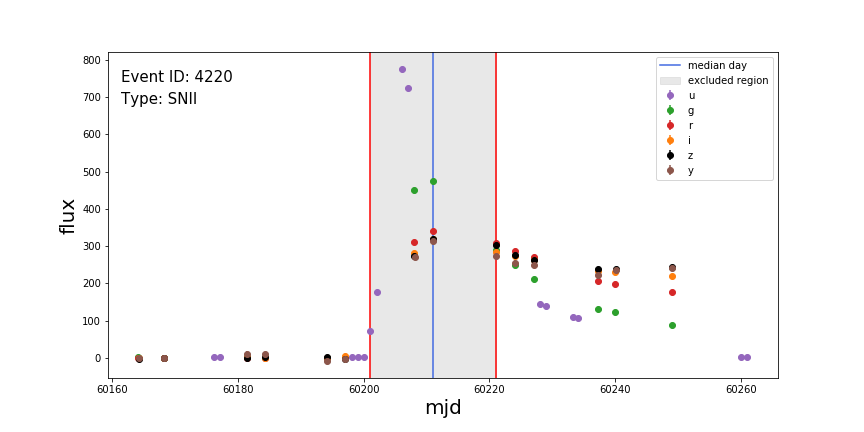 Event ID: 4220
Type: SNII
median day
excluded region
u
g
r
i
z
y
flux
800
700
600
500
400
300
200
100
0
60160
60180
60200
60220
60240
60260
mjd